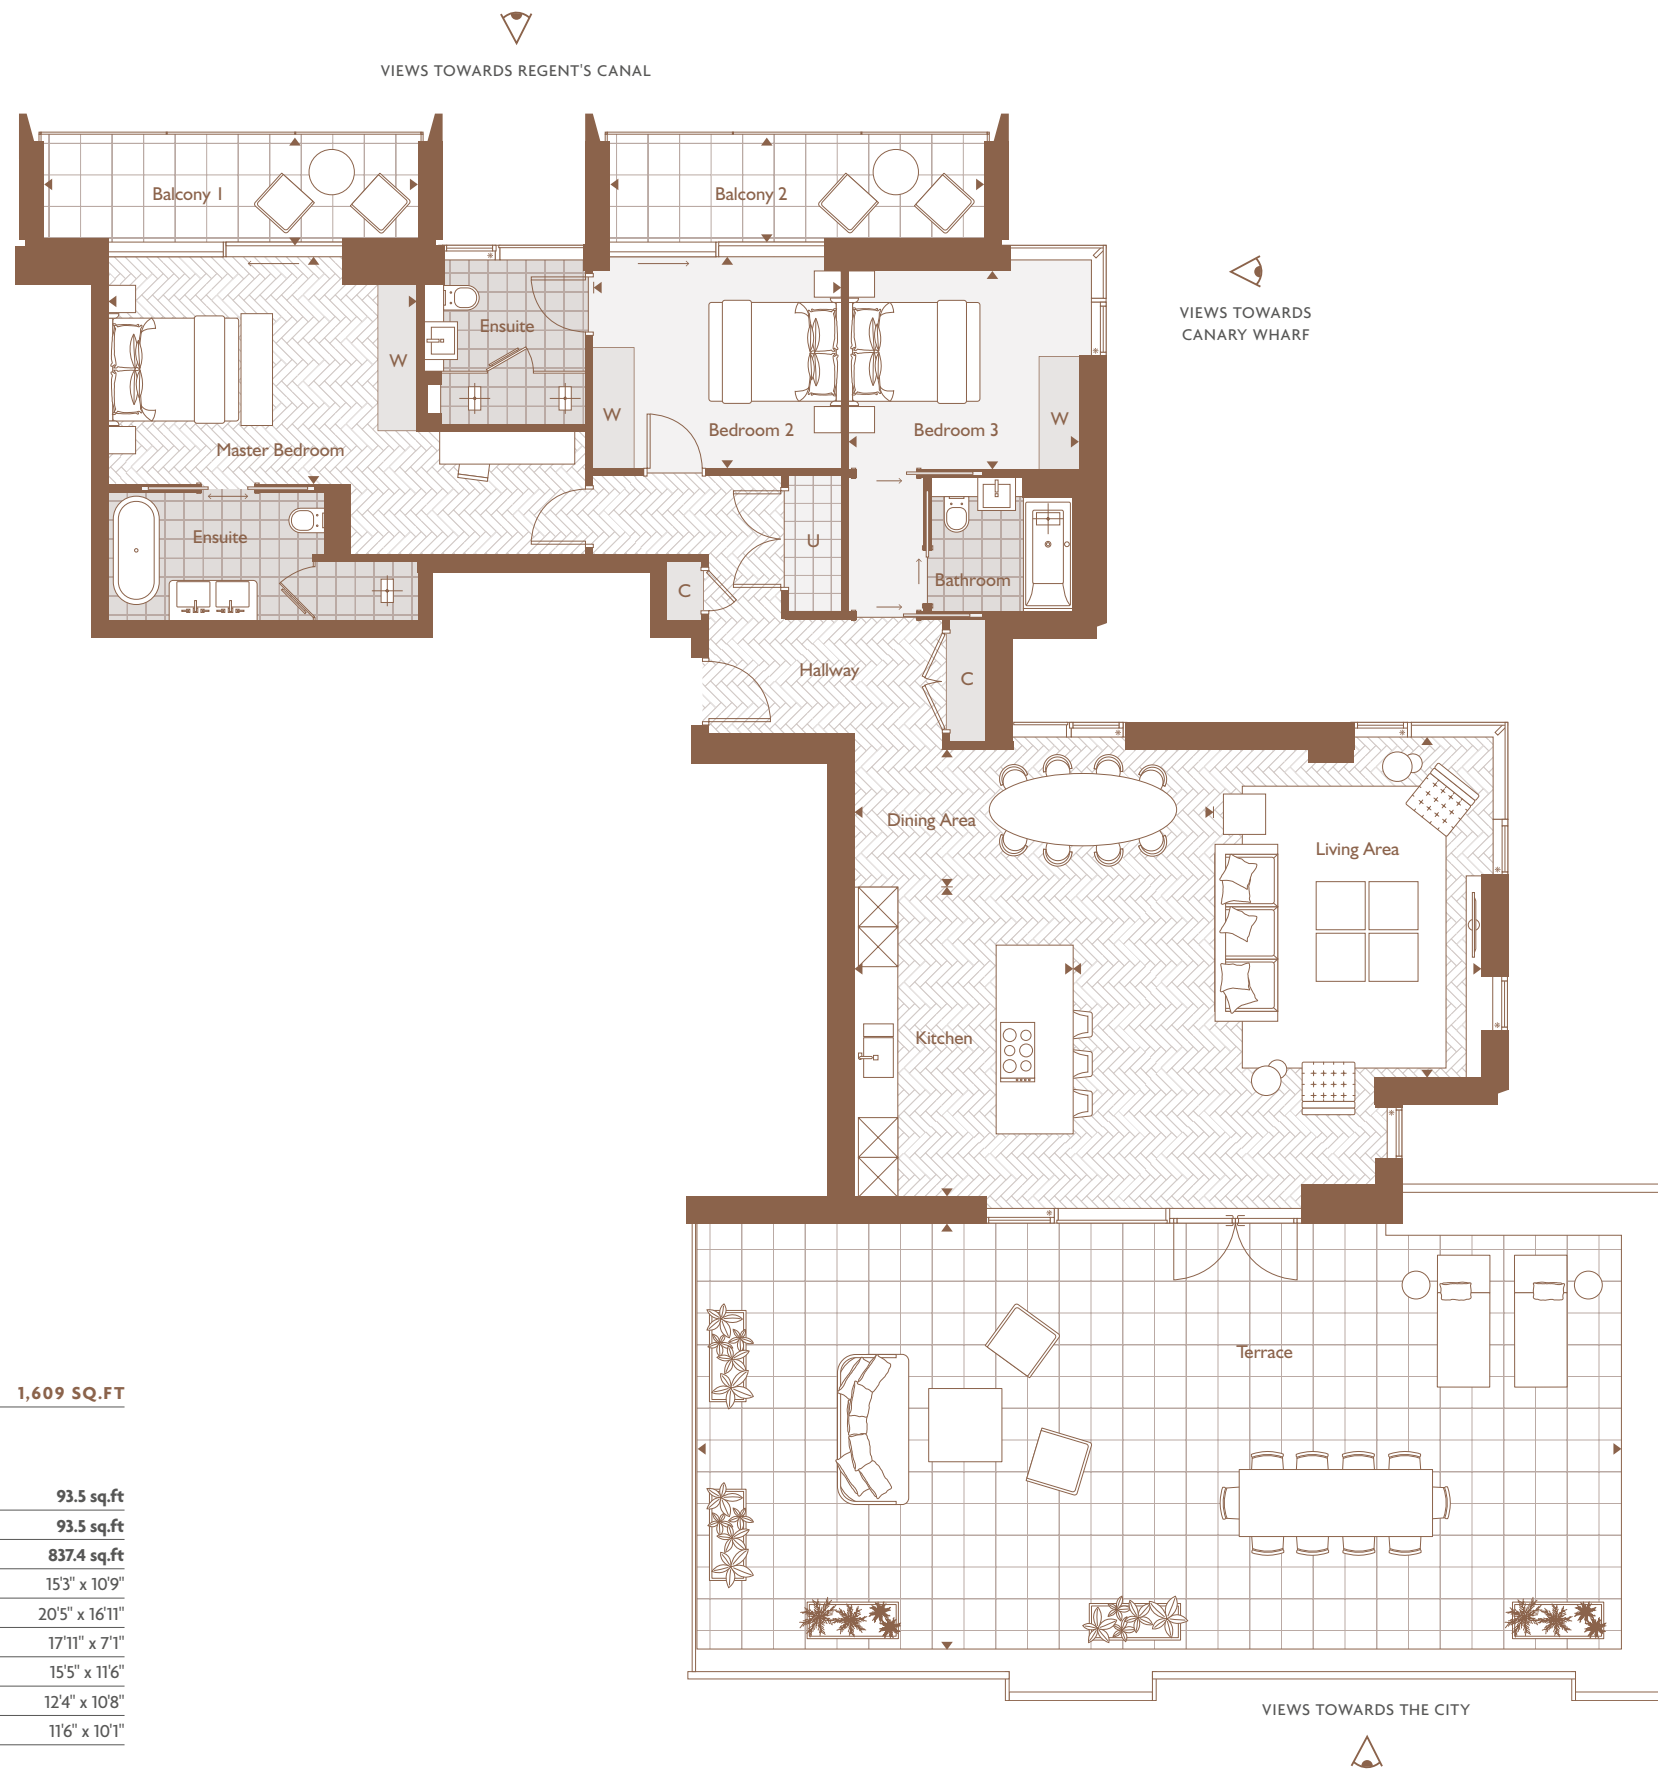 VIEWS TOWARDS REGENT'S CANAL
Balcony 1
Balcony 2
VIEWS TOWARDS
CANARY WHARF
Ensuite
W
W
W
Master Bedroom
Bedroom 2
Bedroom 3
Ensuite
U
Bathroom
C
Hallway
C
Dining Area
Living Area
Kitchen
Terrace
1,609 SQ.FT
93.5 sq.ft
93.5 sq.ft
837.4 sq.ft
15'3" x 10'9"
20'5" x 16'11"
17'11" x 7'1"
15'5" x 11'6"
12'4" x 10'8"
11'6" x 10'1"
VIEWS TOWARDS THE CITY